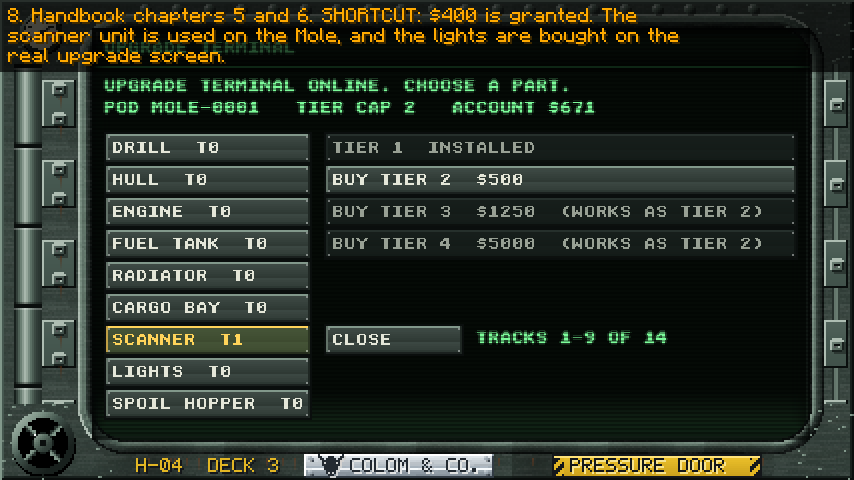 8. Handbook chapters 5 and 6. SHORTCUT: $400 is granted. The
scanner unit is used on the Mole, and the lights are bought on the
real upgrade screen.
UPGRADE TERMINAL
UPGRADE TERMINAL ONLINE. CHOOSE A PART.
POD MOLE-0001 TIER CAP 2 ACCOUNT $671
DRILL T0
TIER 1 INSTALLED
HULL T0
BUY TIER 2 $500
ENGINE T0
BUY TIER 3 $1250 (WORKS AS TIER 2)
FUEL TANK T0
BUY TIER 4 $5000 (WORKS AS TIER 2)
RADIATOR T0
CARGO BAY T0
SCANNER T1
CLOSE
TRACKS 1-9 OF 14
LIGHTS T0
SPOIL HOPPER T0
H-04 DECK 3
COLOM & CO.
PRESSURE DOOR